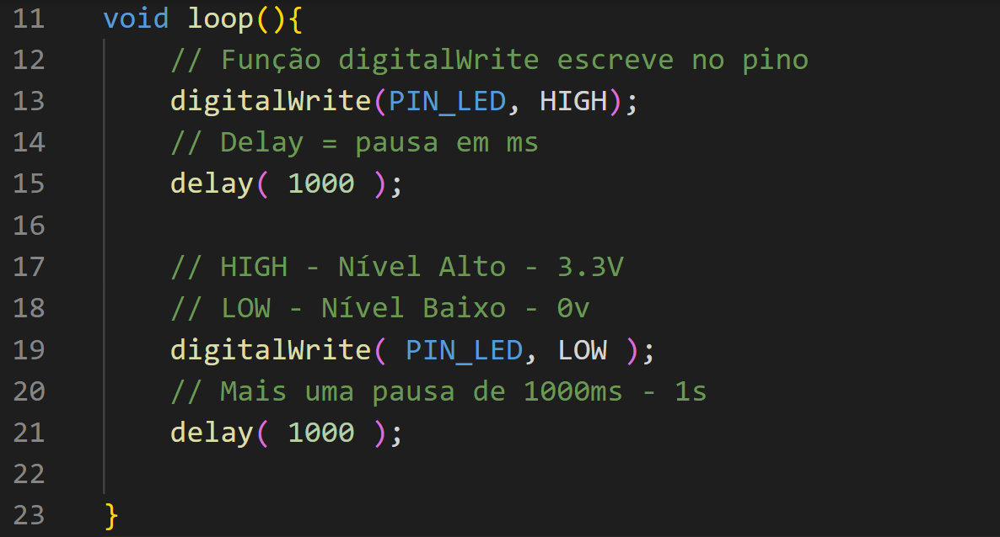 11 void loop(){
12 // Função digitalWrite escreve no pino
13 digitalWrite(PIN_LED, HIGH);
14 // Delay = pausa em ms
15 delay( 1000 );
16
17 // HIGH - Nível Alto - 3.3V
18 // LOW - Nível Baixo - 0v
19 digitalWrite( PIN_LED, LOW );
20 // Mais uma pausa de 1000ms - 1s
21 delay( 1000 );
22
23 }